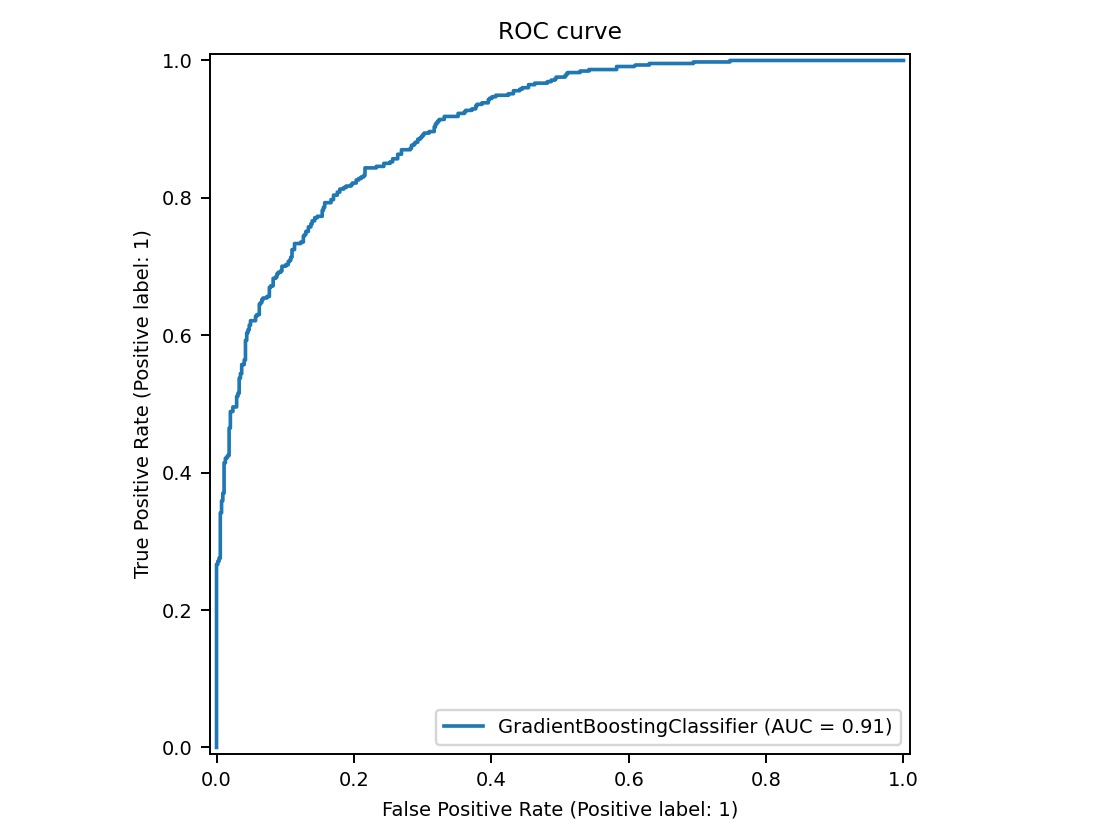 ROC curve
True Positive Rate (Positive label: 1)
1.0
0.8
0.6
0.4
0.2
0.0
GradientBoostingClassifier (AUC = 0.91)
0.0 0.2 0.4 0.6 0.8 1.0
False Positive Rate (Positive label: 1)